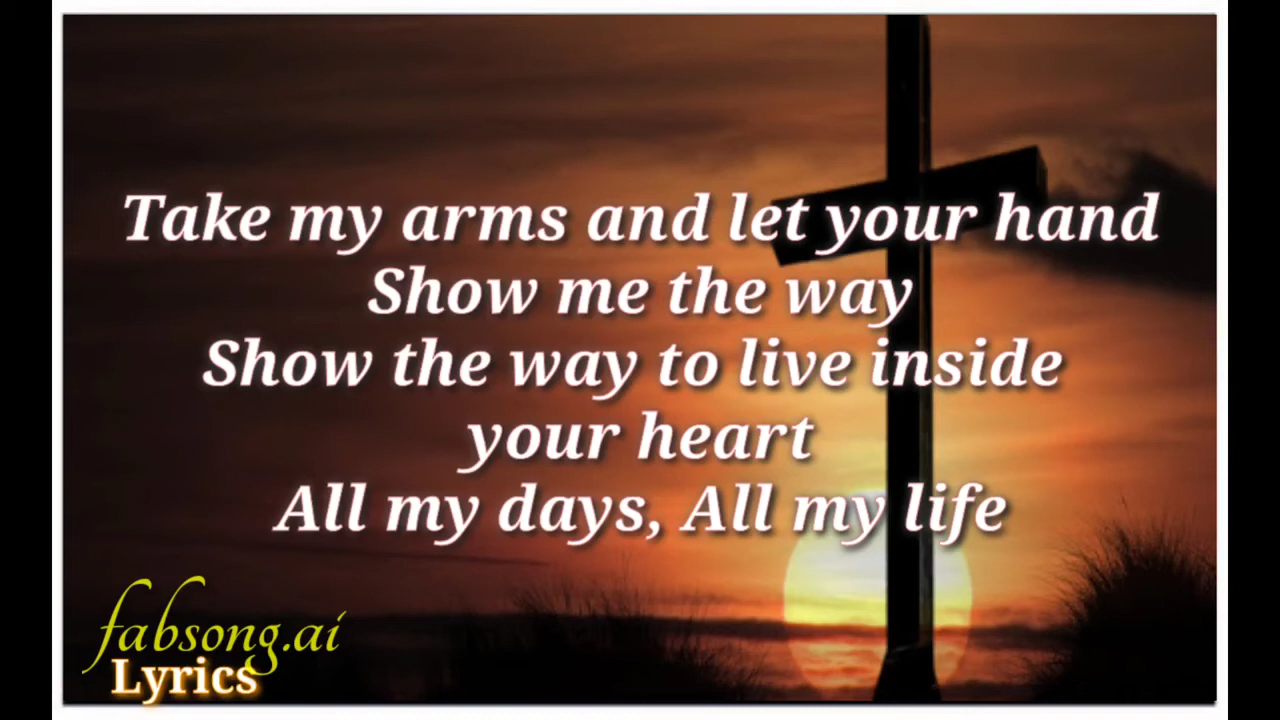 Take my arms and let your hand
Show me the way
Show the way to live inside
your heart
All my days, All my life
fabsong.ai
Lyrics